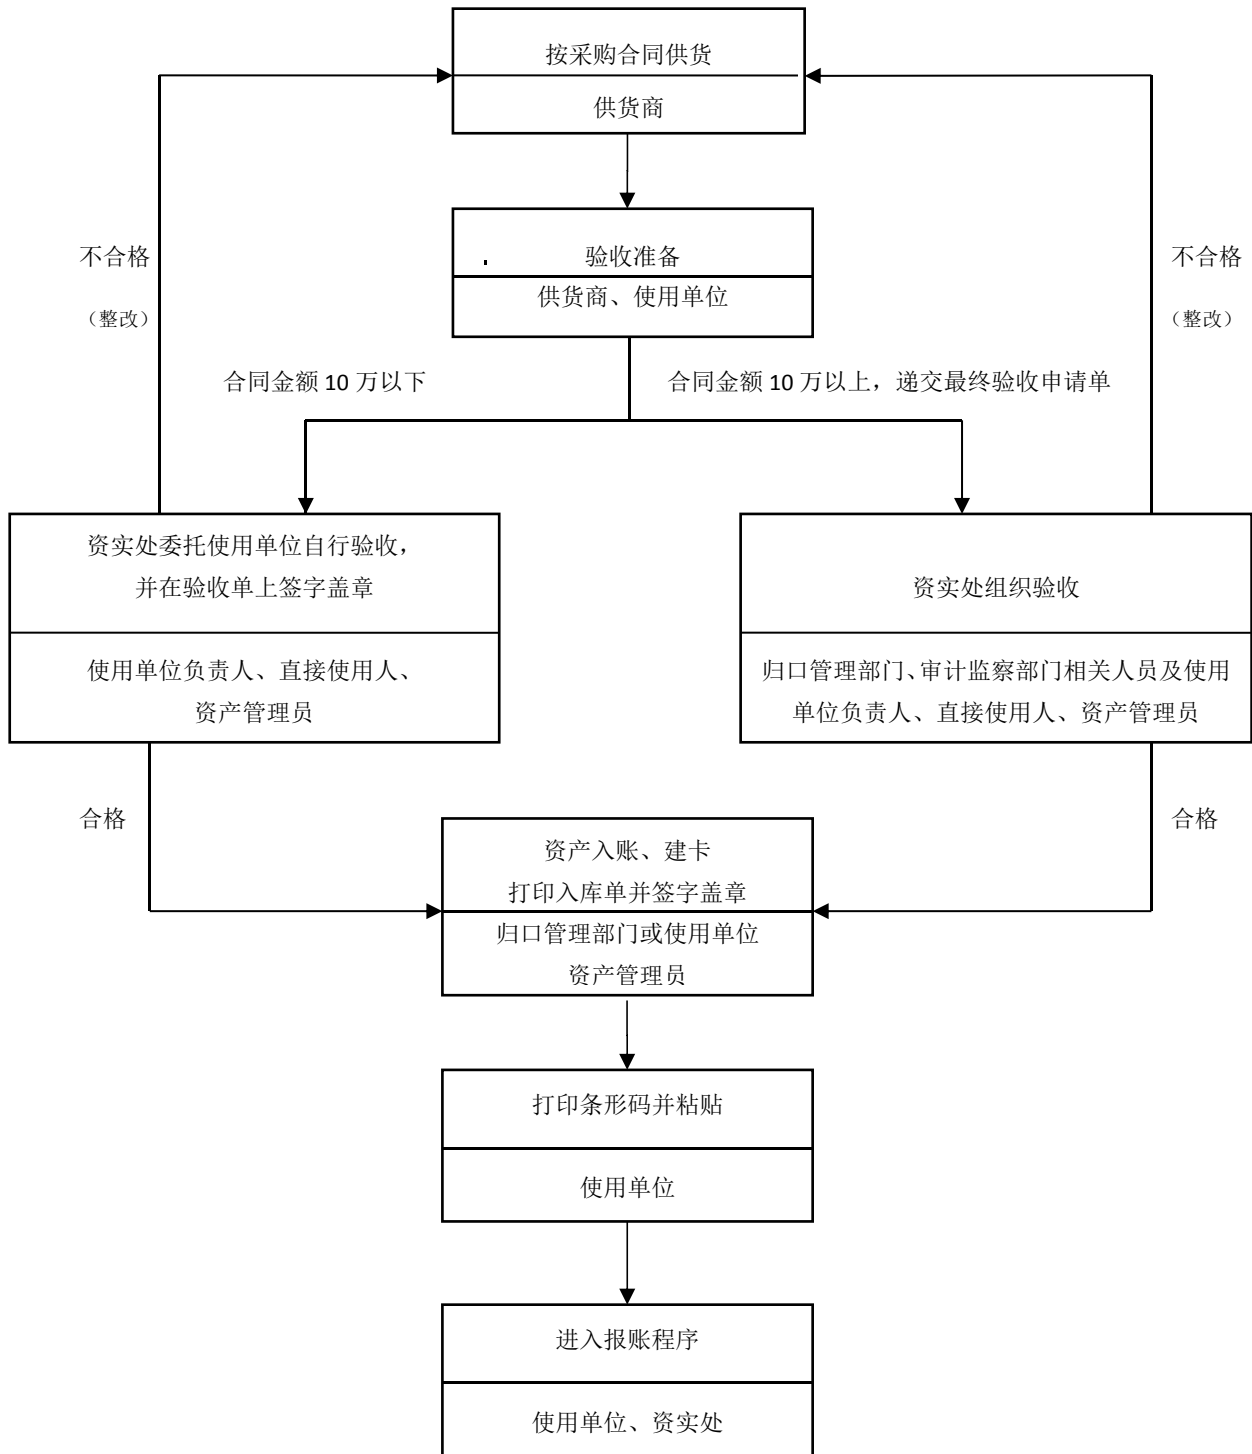 按采购合同供货
供货商
验收准备
供货商、使用单位
不合格
（整改）
不合格
（整改）
合同金额 10 万以下
合同金额 10 万以上，递交最终验收申请单
资实处委托使用单位自行验收，
并在验收单上签字盖章
使用单位负责人、直接使用人、
资产管理员
资实处组织验收
归口管理部门、审计监察部门相关人员及使用
单位负责人、直接使用人、资产管理员
合格
合格
资产入账、建卡
打印入库单并签字盖章
归口管理部门或使用单位
资产管理员
打印条形码并粘贴
使用单位
进入报账程序
使用单位、资实处